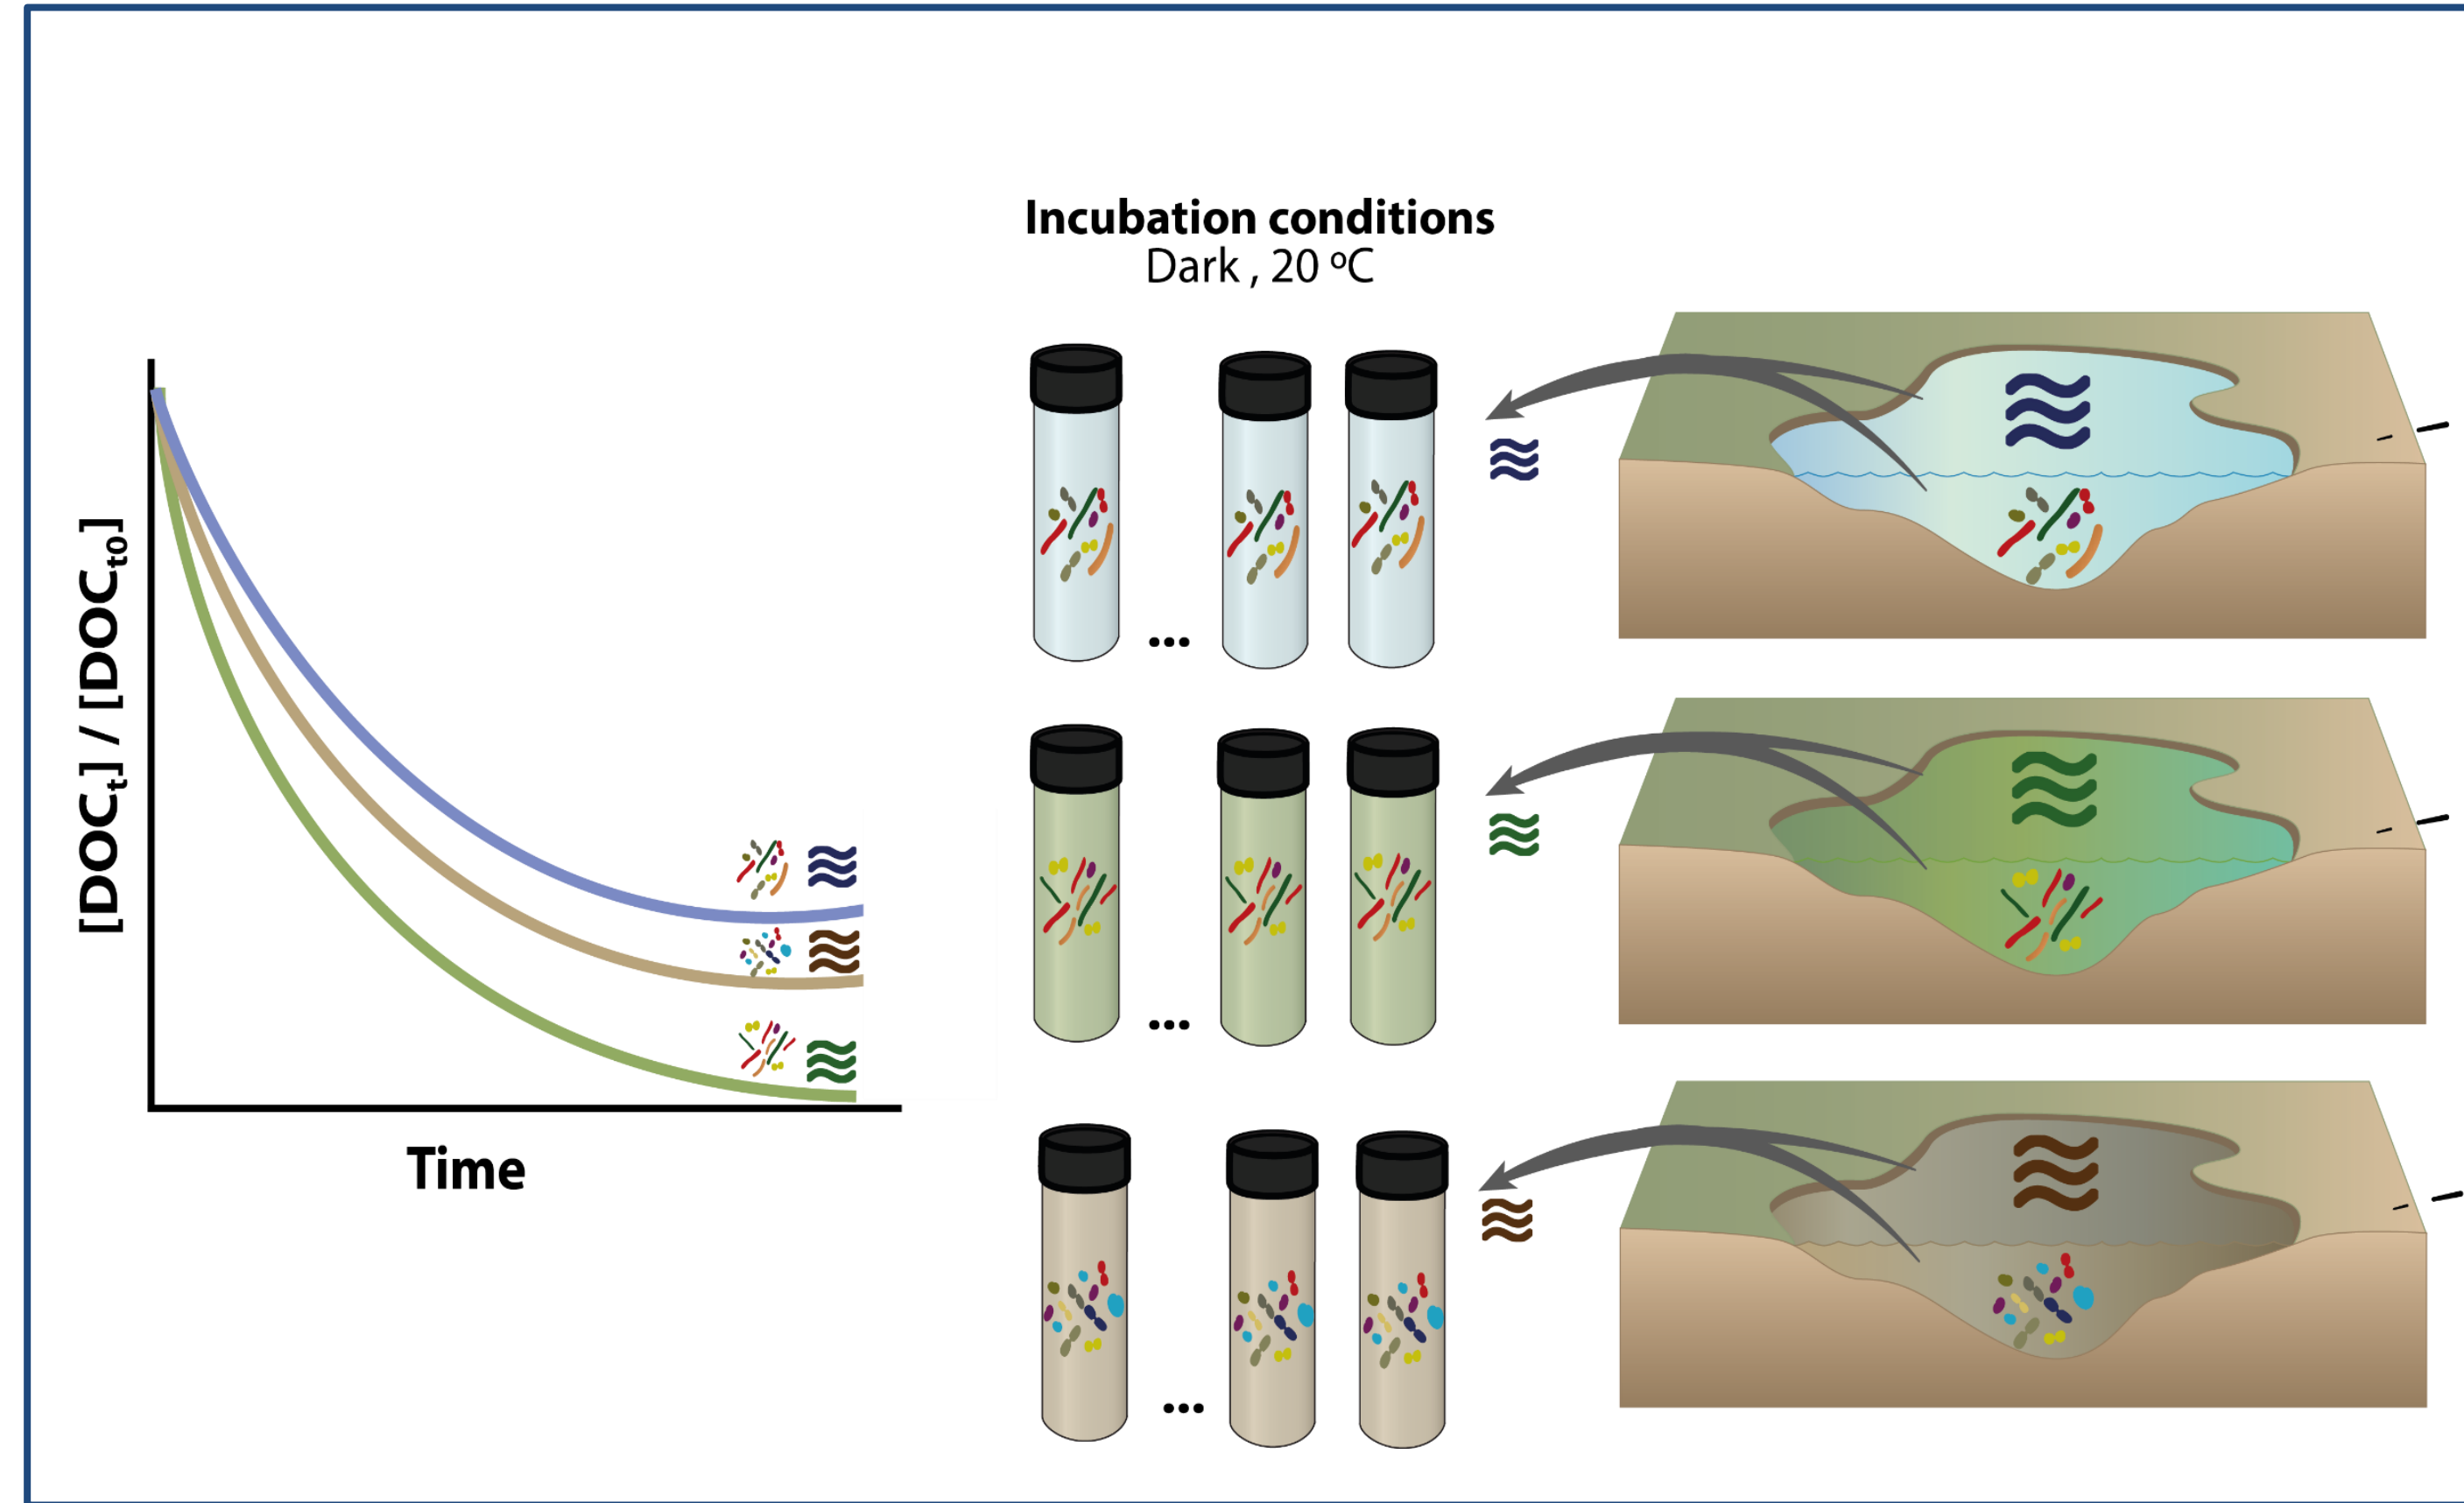 Incubation conditions
Dark , 20 ºC
[DOCt] / [DOCt0]
...
...
Time
...